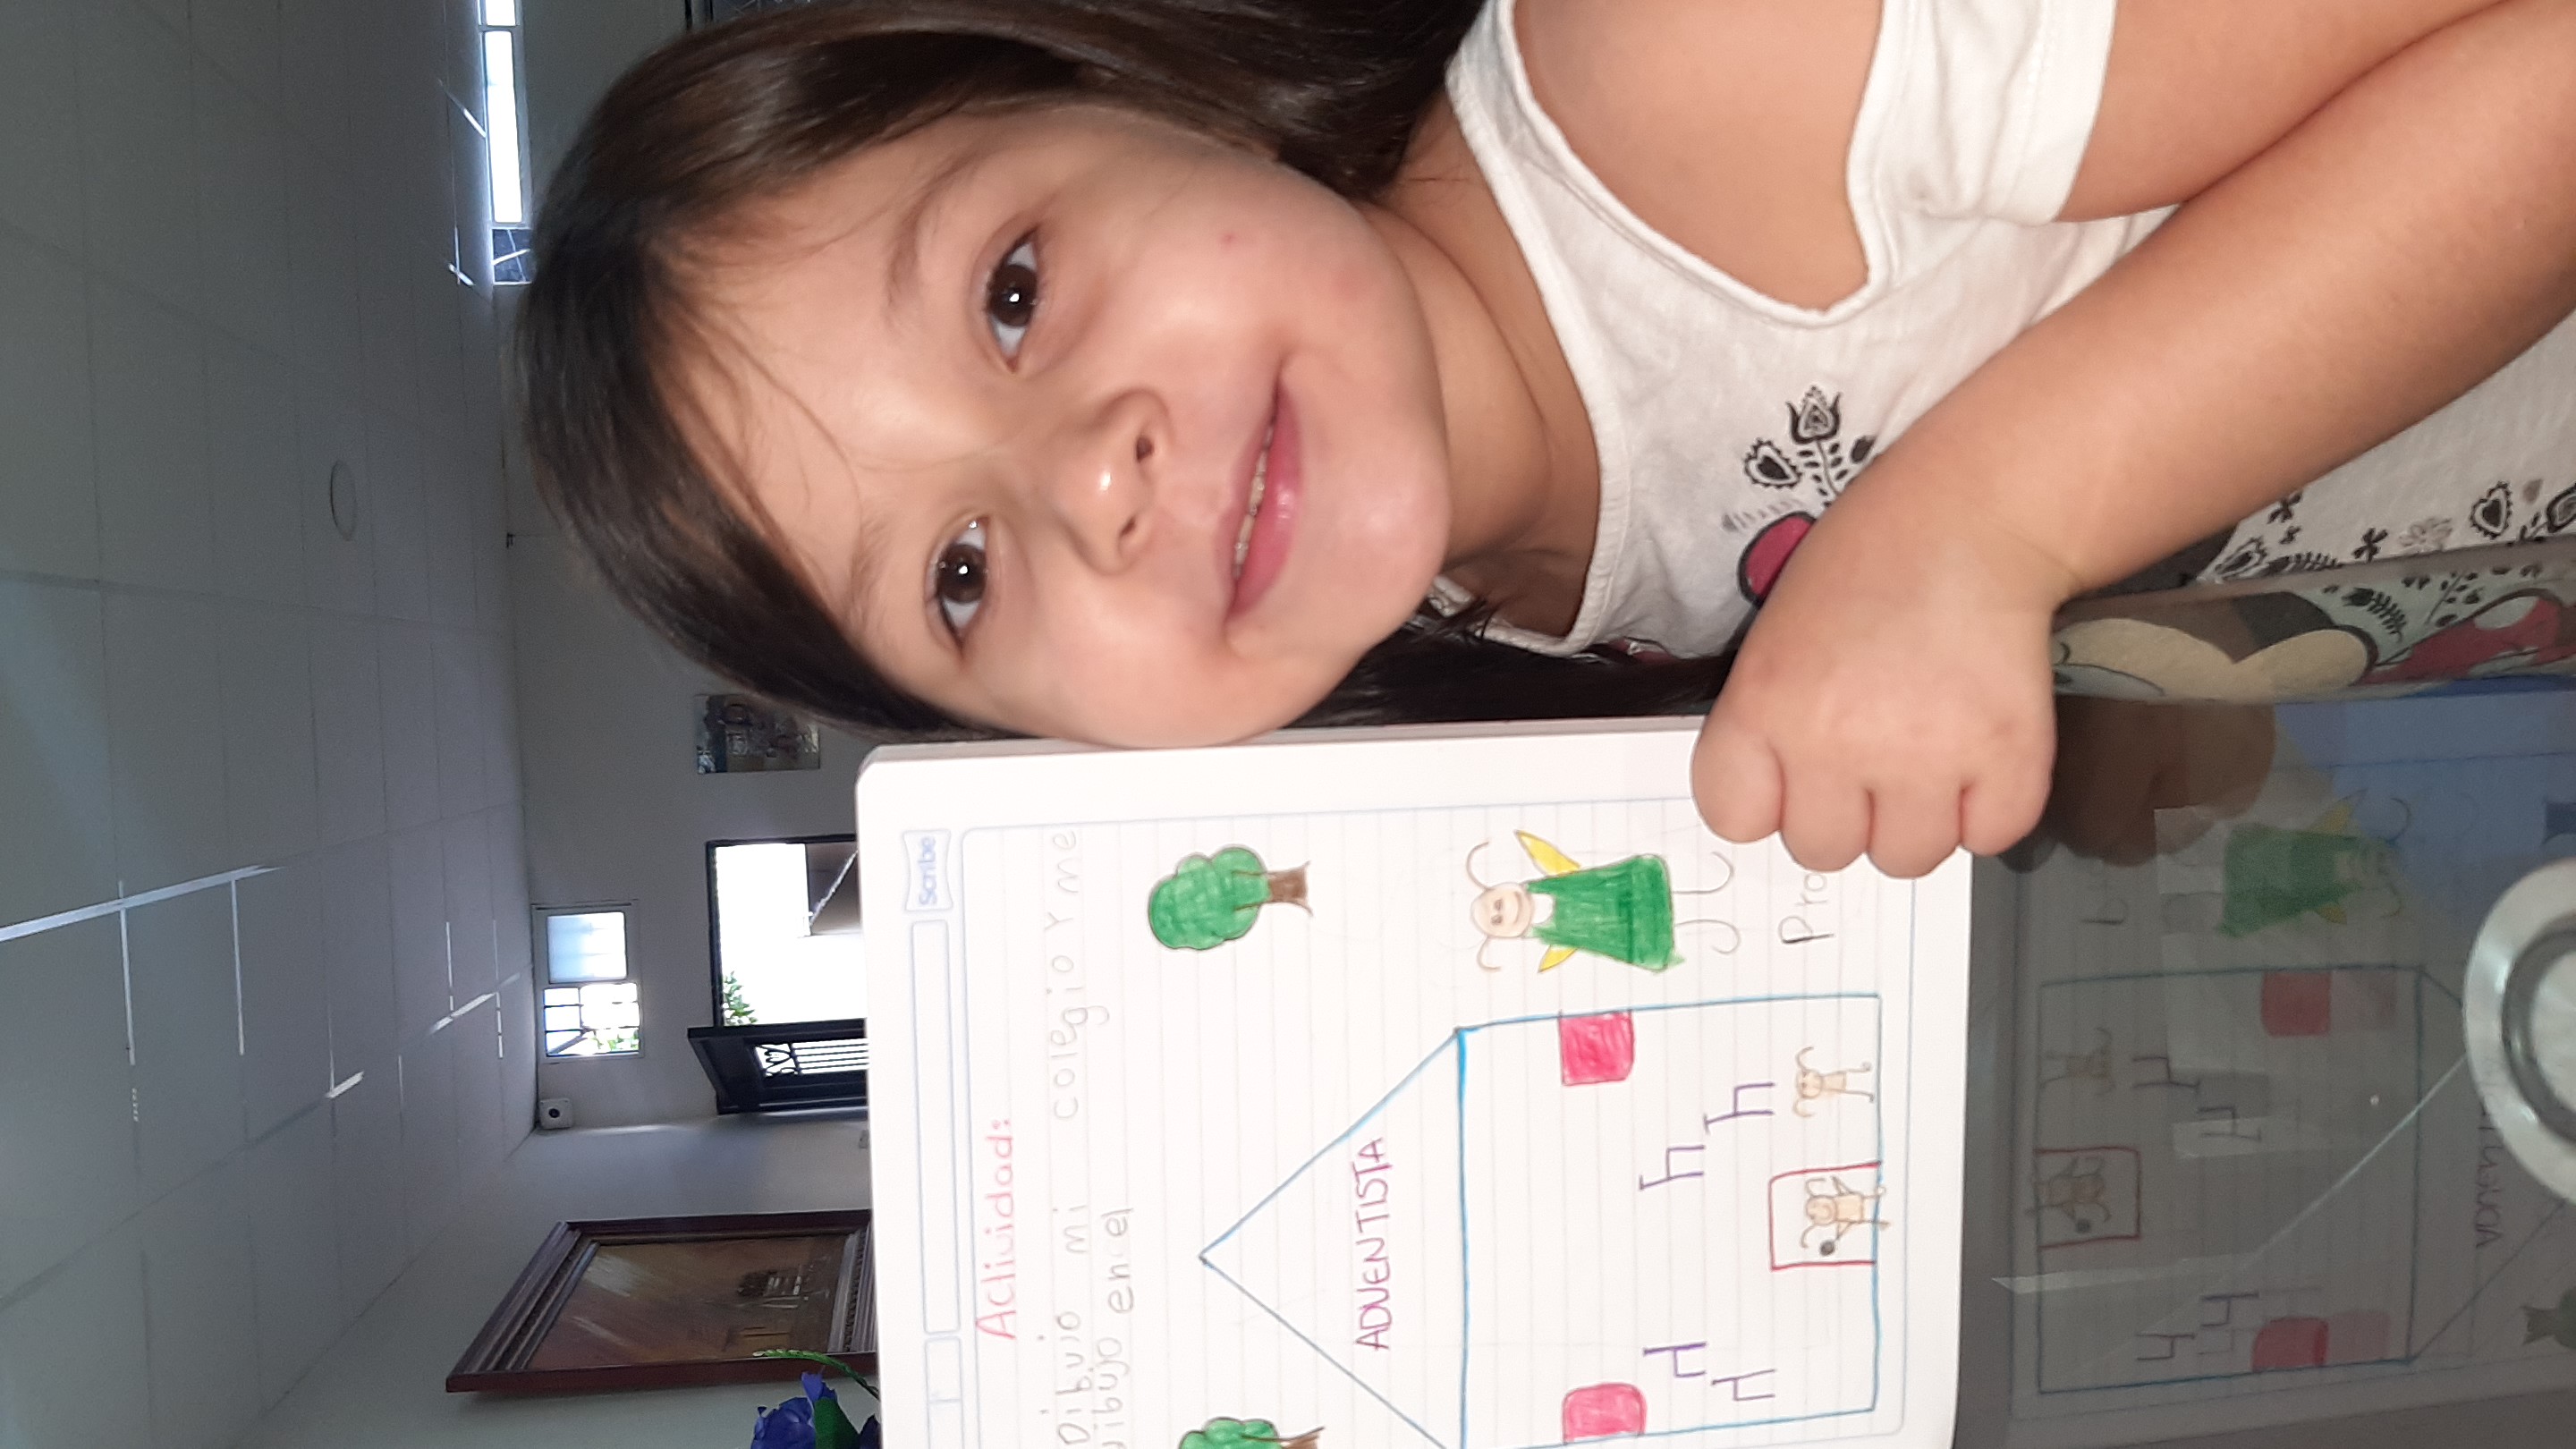 Scribe
Actividad:
Dibujo mi colegio Y me
dibujo en el
ADVENTISTA